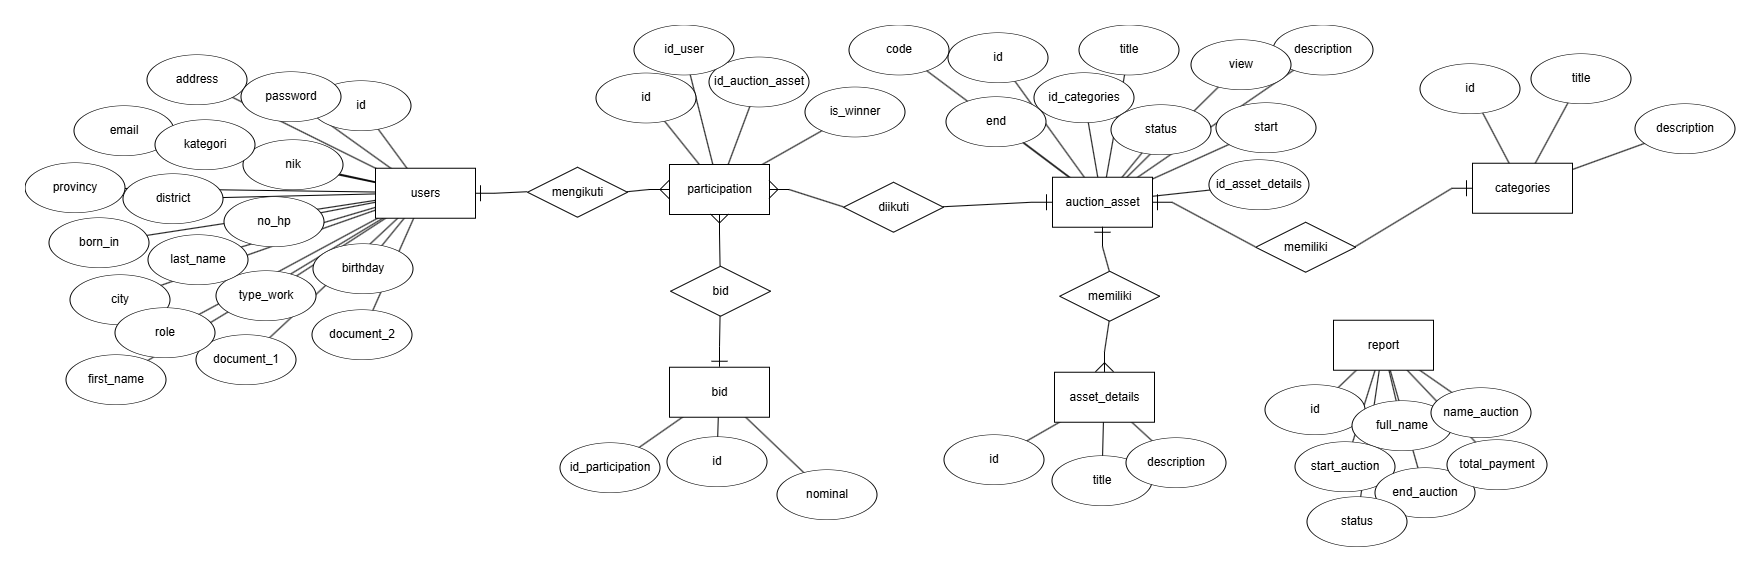 address
password
id
email
kategori
nik
provincy
district
no_hp
born_in
last_name
birthday
city
type_work
role
document_2
document_1
first_name
users
mengikuti
id_user
id
id_auction_asset
is_winner
participation
bid
bid
id_participation
id
nominal
diikuti
code
id
title
view
description
id_categories
end
status
start
id_asset_details
auction_asset
memiliki
asset_details
id
title
description
memiliki
id
title
description
categories
report
id
full_name
name_auction
start_auction
total_payment
end_auction
status